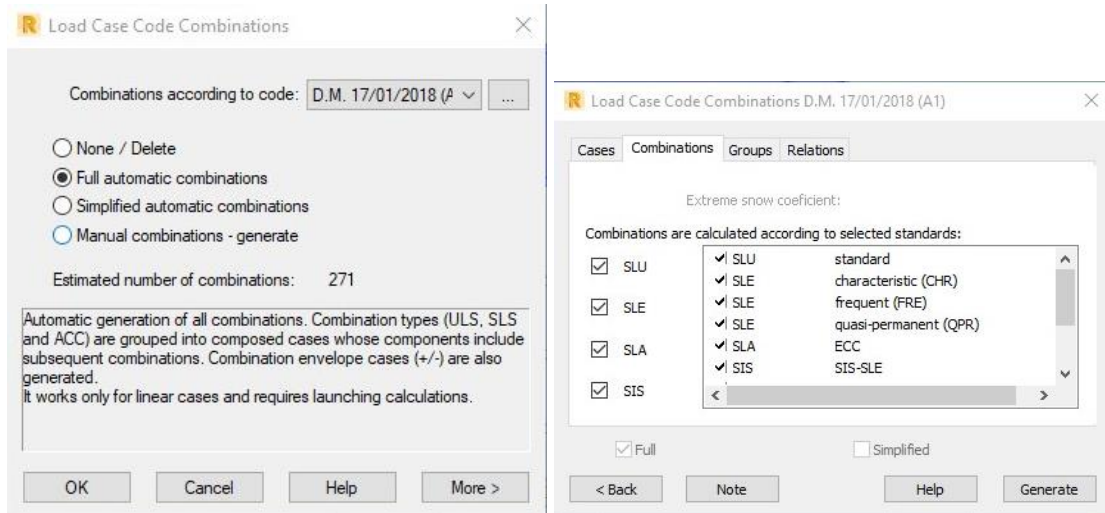 Load Case Code Combinations
Combinations according to code: D.M. 17/01/2018 (A ...
None / Delete
Full automatic combinations
Simplified automatic combinations
Manual combinations - generate
Estimated number of combinations: 271
Automatic generation of all combinations. Combination types (ULS, SLS
and ACC) are grouped into composed cases whose components include
subsequent combinations. Combination envelope cases (+/-) are also
generated.
It works only for linear cases and requires launching calculations.
OK Cancel Help More >
Load Case Code Combinations D.M. 17/01/2018 (A1)
Cases Combinations Groups Relations
Extreme snow coeficient:
Combinations are calculated according to selected standards:
SLU
SLE
SLA
SIS
SLU standard
SLE characteristic (CHR)
SLE frequent (FRE)
SLE quasi-permanent (QPR)
SLA ECC
SIS SIS-SLE
Full Simplified
< Back Note Help Generate